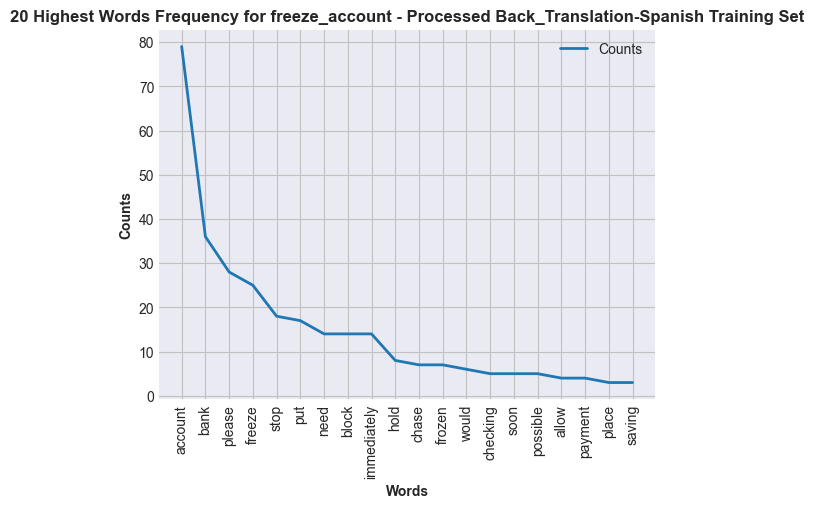 20 Highest Words Frequency for freeze_account - Processed Back_Translation-Spanish Training Set
Counts
80
70
60
50
40
30
20
10
0
Counts
account
bank
please
freeze
stop
put
need
block
immediately
hold
chase
frozen
would
checking
soon
possible
allow
payment
place
saving
Words